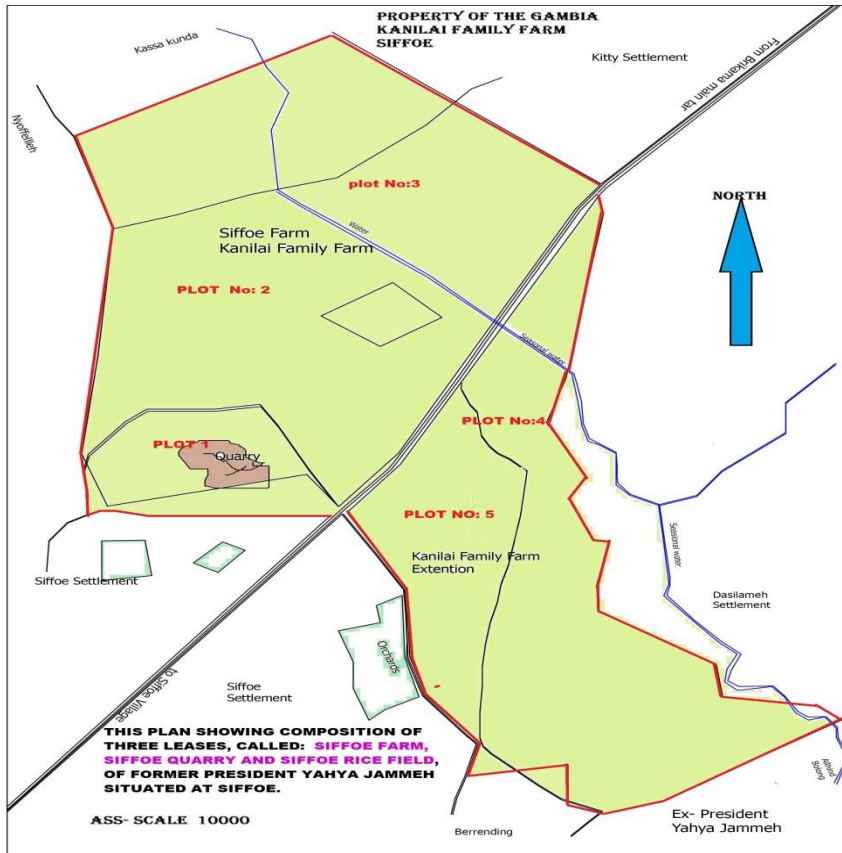 PROPERTY OF THE GAMBIA
KANILAI FAMILY FARM
SIFFOE
Kassa kunda
Kitty Settlement
From Brikama main tar
Nyoffellleh
plot No:3
NORTH
Water
Siffoe Farm
Kanilai Family Farm
PLOT No: 2
Seasonal water
PLOT No:4
PLOT 1
Quarry
PLOT NO: 5
Kanilai Family Farm
Extention
Seasonal water
Siffoe Settlement
Dasilameh
Settlement
Orchards
to Siffoe Village
Siffoe
Settlement
THIS PLAN SHOWING COMPOSITION OF
THREE LEASES, CALLED: SIFFOE FARM,
SIFFOE QUARRY AND SIFFOE RICE FIELD,
OF FORMER PRESIDENT YAHYA JAMMEH
SITUATED AT SIFFOE.
Allhind
Bolong
ASS- SCALE 10000
Ex- President
Yahya Jammeh
Berrending